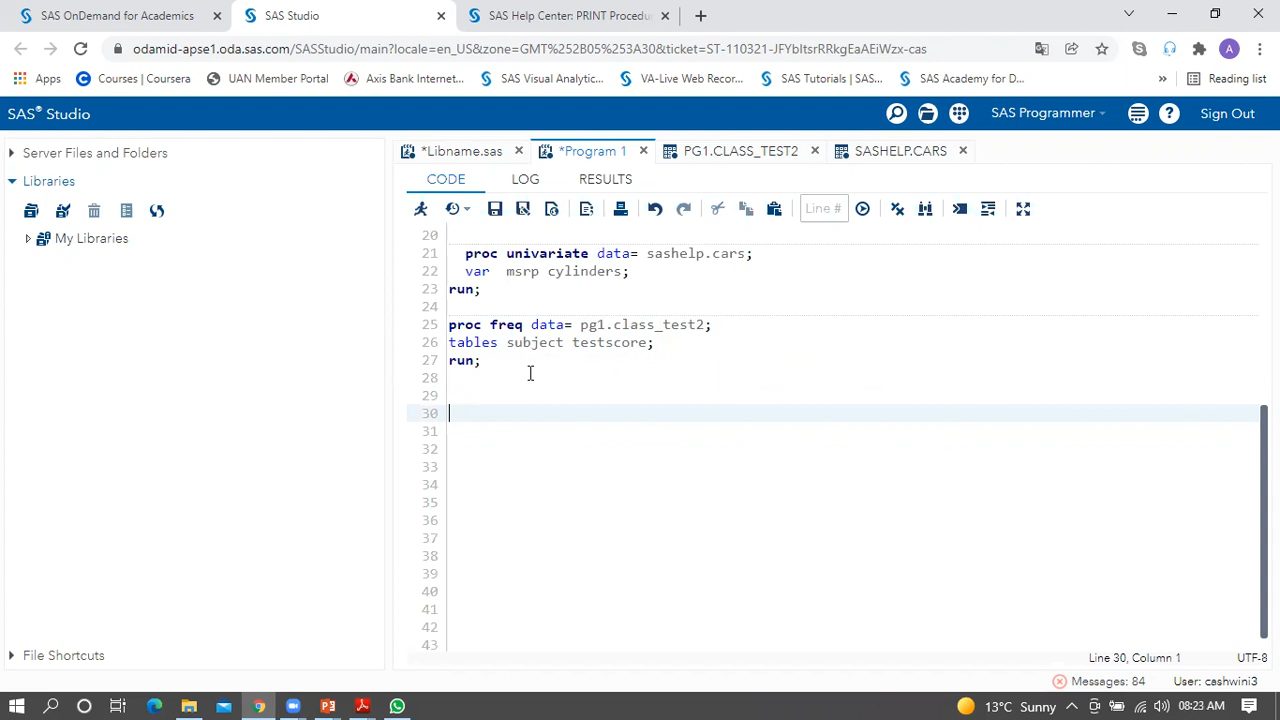 SAS OnDemand for Academics
SAS Studio
SAS Help Center: PRINT Procedu
odamid-apse1.oda.sas.com/SASStudio/main?locale=en_US&zone=GMT%252B05%253A30&ticket=ST-110321-JFYbItsrRRkgEaAEiWzx-cas
Apps
Courses | Coursera
UAN Member Portal
Axis Bank Internet...
SAS Visual Analytic...
VA-Live Web Recor...
SAS Tutorials | SAS...
SAS Academy for D...
»
Reading list
SAS® Studio
SAS Programmer
Sign Out
Server Files and Folders
Libraries
My Libraries
File Shortcuts
*Libname.sas
*Program 1
PG1.CLASS_TEST2
SASHELP.CARS
CODE
LOG
RESULTS
Line #
20
21 proc univariate data= sashelp.cars;
22 var msrp cylinders;
23 run;
24
25 proc freq data= pg1.class_test2;
26 tables subject testscore;
27 run;
28
29
30
31
32
33
34
35
36
37
38
39
40
41
42
43
Line 30, Column 1
UTF-8
Messages: 84
User: cashwini3
13°C Sunny
08:23 AM